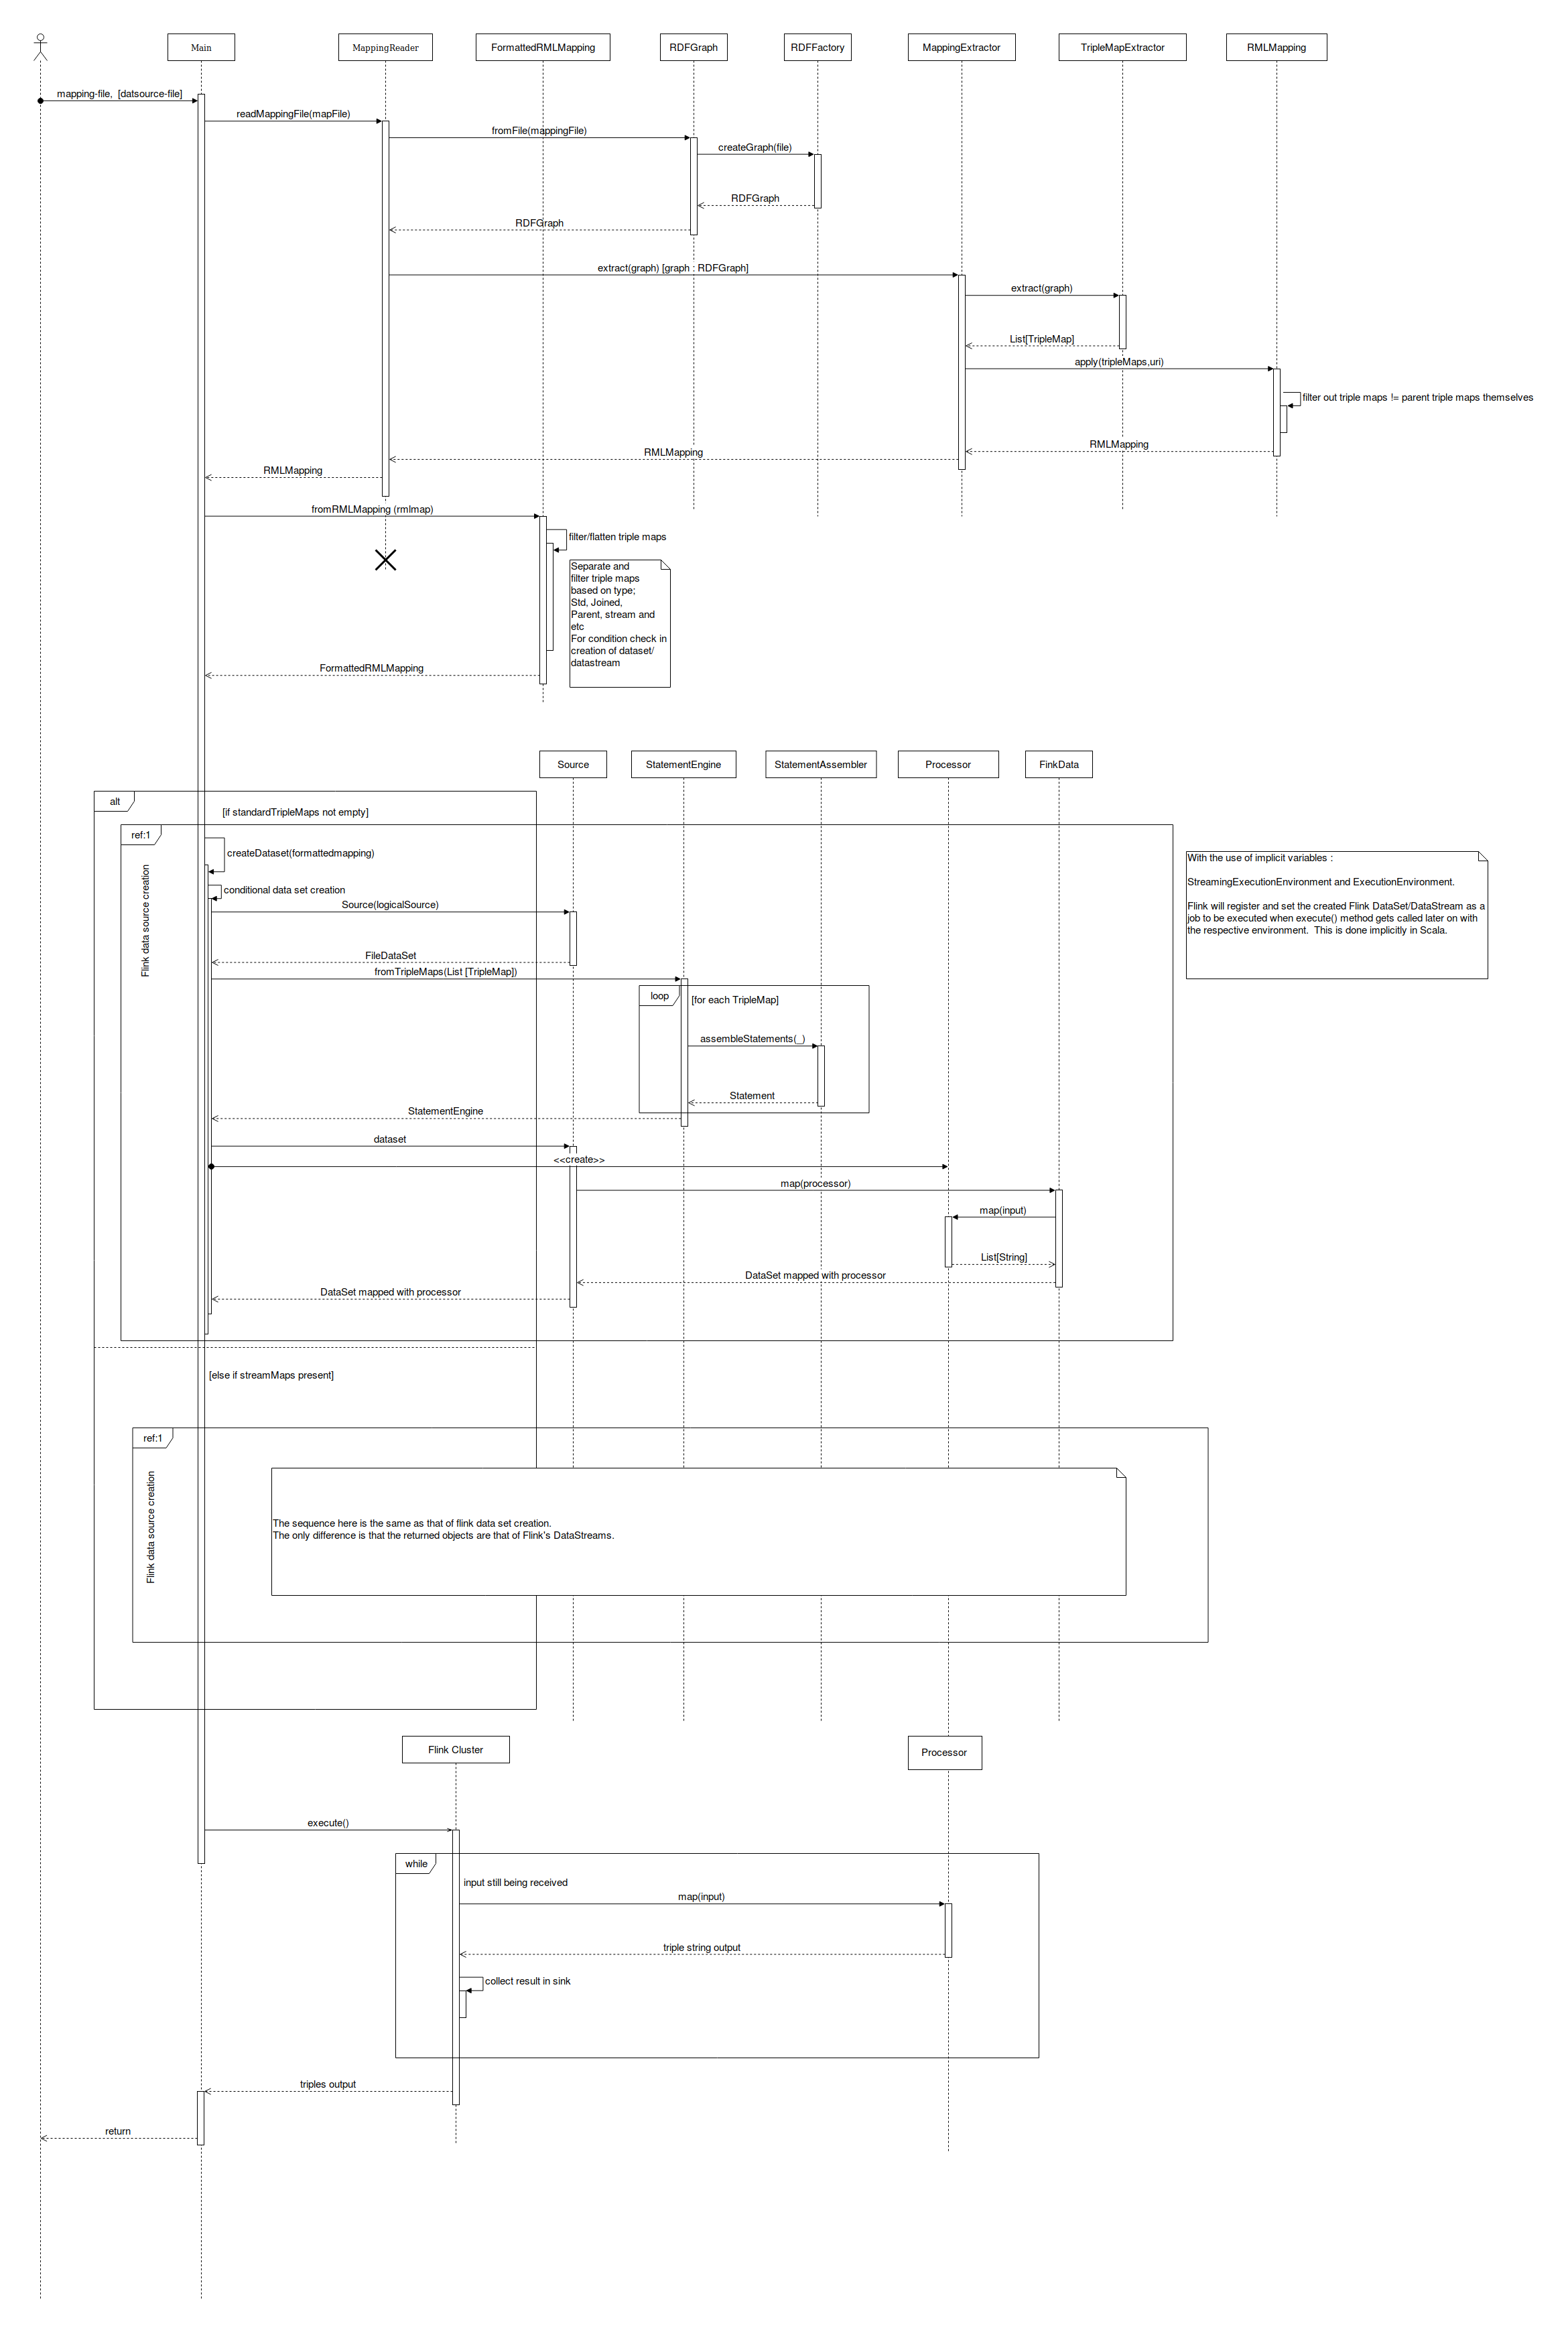 Main
MappingReader
FormattedRMLMapping
RDFGraph
RDFFactory
MappingExtractor
TripleMapExtractor
RMLMapping
mapping-file, [datsource-file]
readMappingFile(mapFile)
fromFile(mappingFile)
createGraph(file)
RDFGraph
RDFGraph
extract(graph) [graph : RDFGraph]
extract(graph)
List[TripleMap]
apply(tripleMaps,uri)
filter out triple maps != parent triple maps themselves
RMLMapping
RMLMapping
RMLMapping
fromRMLMapping (rmlmap)
filter/flatten triple maps
Separate and
filter triple maps
based on type;
Std, Joined,
Parent, stream and
etc
For condition check in
creation of dataset/
datastream
FormattedRMLMapping
Source
StatementEngine
StatementAssembler
Processor
FinkData
alt
[if standardTripleMaps not empty]
ref:1
Flink data source creation
createDataset(formattedmapping)
conditional data set creation
Source(logicalSource)
With the use of implicit variables :
StreamingExecutionEnvironment and ExecutionEnvironment.
Flink will register and set the created Flink DataSet/DataStream as a
job to be executed when execute() method gets called later on with
the respective environment. This is done implicitly in Scala.
FileDataSet
fromTripleMaps(List [TripleMap])
loop
[for each TripleMap]
assembleStatements(_)
Statement
StatementEngine
dataset
<<create>>
map(processor)
map(input)
List[String]
DataSet mapped with processor
DataSet mapped with processor
[else if streamMaps present]
ref:1
Flink data source creation
The sequence here is the same as that of flink data set creation.
The only difference is that the returned objects are that of Flink's DataStreams.
Flink Cluster
Processor
execute()
while
input still being received
map(input)
triple string output
collect result in sink
triples output
return